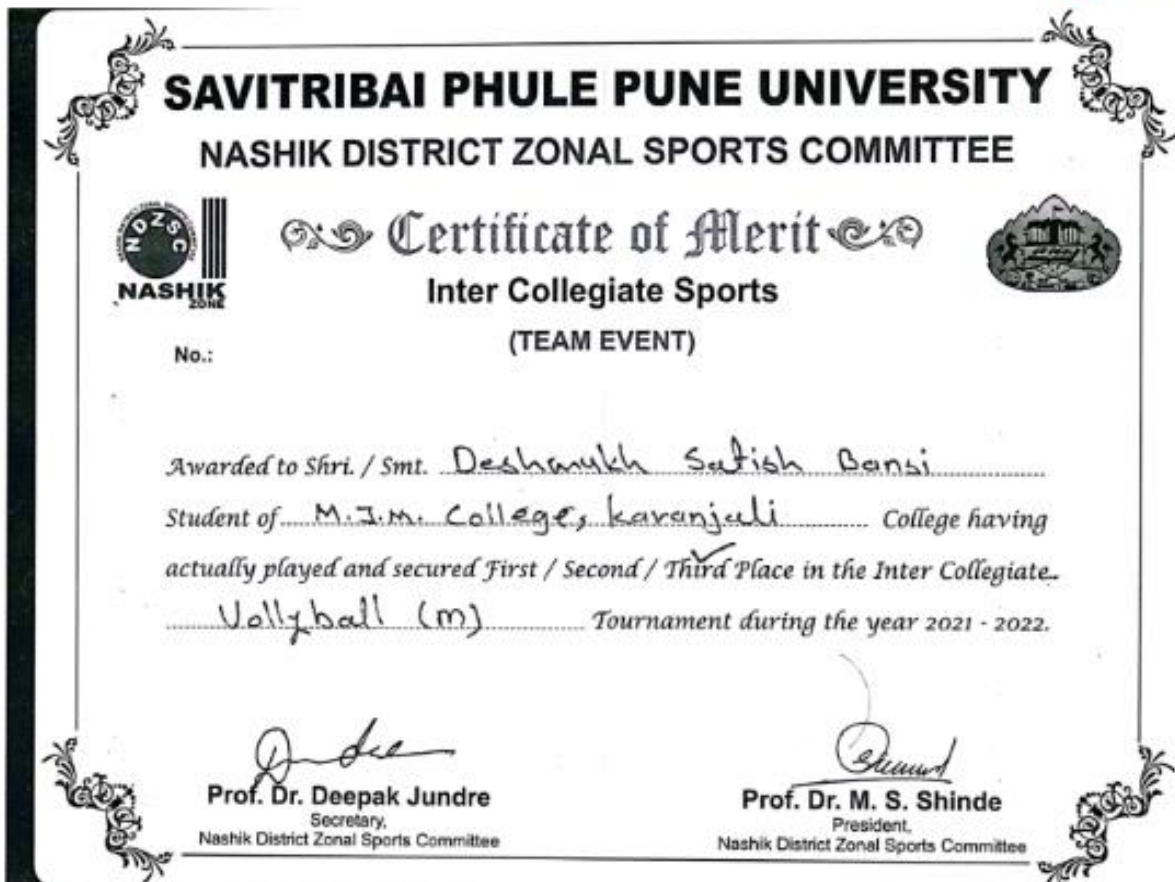 SAVITRIBAI PHULE PUNE UNIVERSITY
NASHIK DISTRICT ZONAL SPORTS COMMITTEE
NDZSC
NASHIK
ZONE
Certificate of Merit
Inter Collegiate Sports
(TEAM EVENT)
No.:
Awarded to Shri. / Smt. Deshmukh Satish Bansi
Student of M.J.M. College, karanjali College having
actually played and secured First / Second / Third Place in the Inter Collegiate
Vollyball (m) Tournament during the year 2021 - 2022.
Prof. Dr. Deepak Jundre
Secretary,
Nashik District Zonal Sports Committee
Prof. Dr. M. S. Shinde
President,
Nashik District Zonal Sports Committee